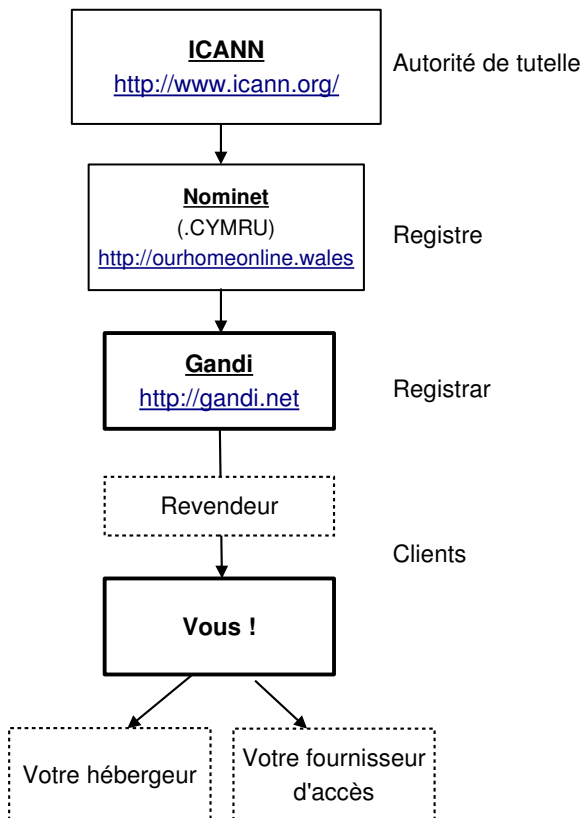 ICANN
http://www.icann.org/
Autorité de tutelle
Nominet
(.CYMRU)
http://ourhomeonline.wales
Registre
Gandi
http://gandi.net
Registrar
Revendeur
Clients
Vous !
Votre hébergeur
Votre fournisseur
d'accès